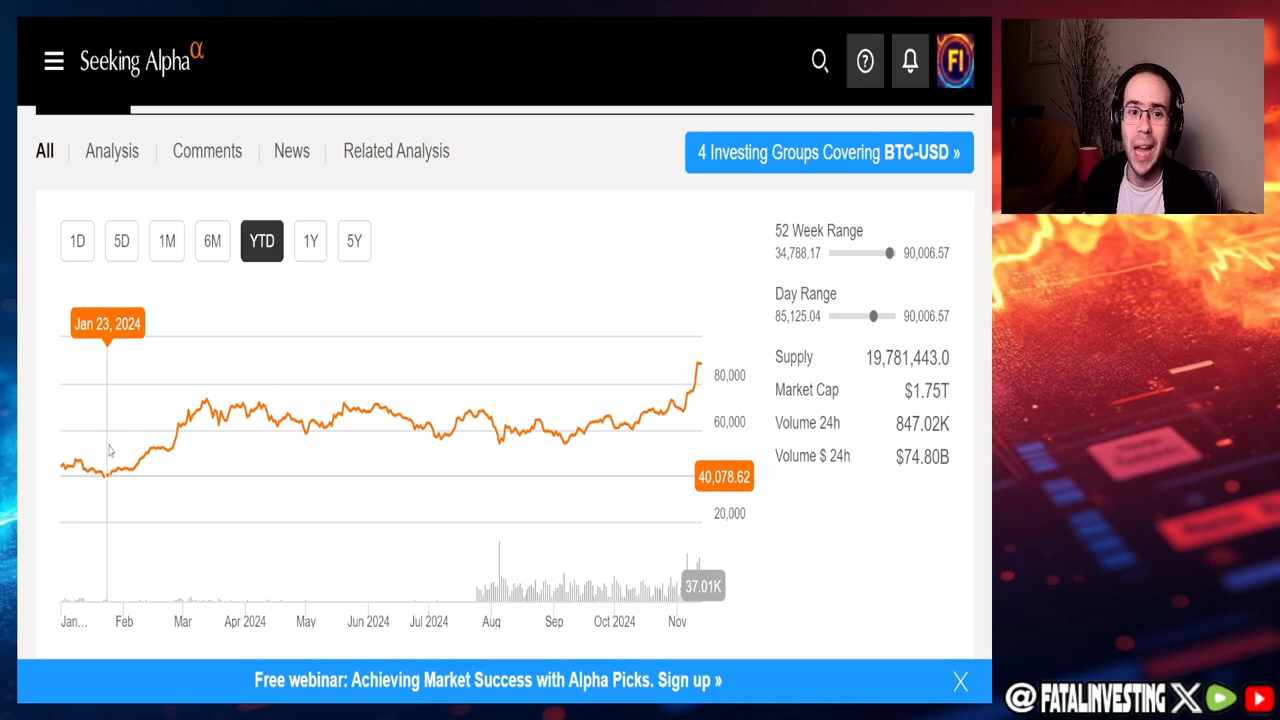 Seeking Alpha α
FI
All Analysis Comments News Related Analysis
4 Investing Groups Covering BTC-USD »
1D 5D 1M 6M YTD 1Y 5Y
52 Week Range
34,788.17 90,006.57
Day Range
85,125.04 90,006.57
Supply 19,781,443.0
Market Cap $1.75T
Volume 24h 847.02K
Volume $ 24h $74.80B
Jan 23, 2024
80,000
60,000
40,078.62
20,000
37.01K
Jan... Feb Mar Apr 2024 May Jun 2024 Jul 2024 Aug Sep Oct 2024 Nov
Free webinar: Achieving Market Success with Alpha Picks. Sign up » X
@FATALINVESTING X